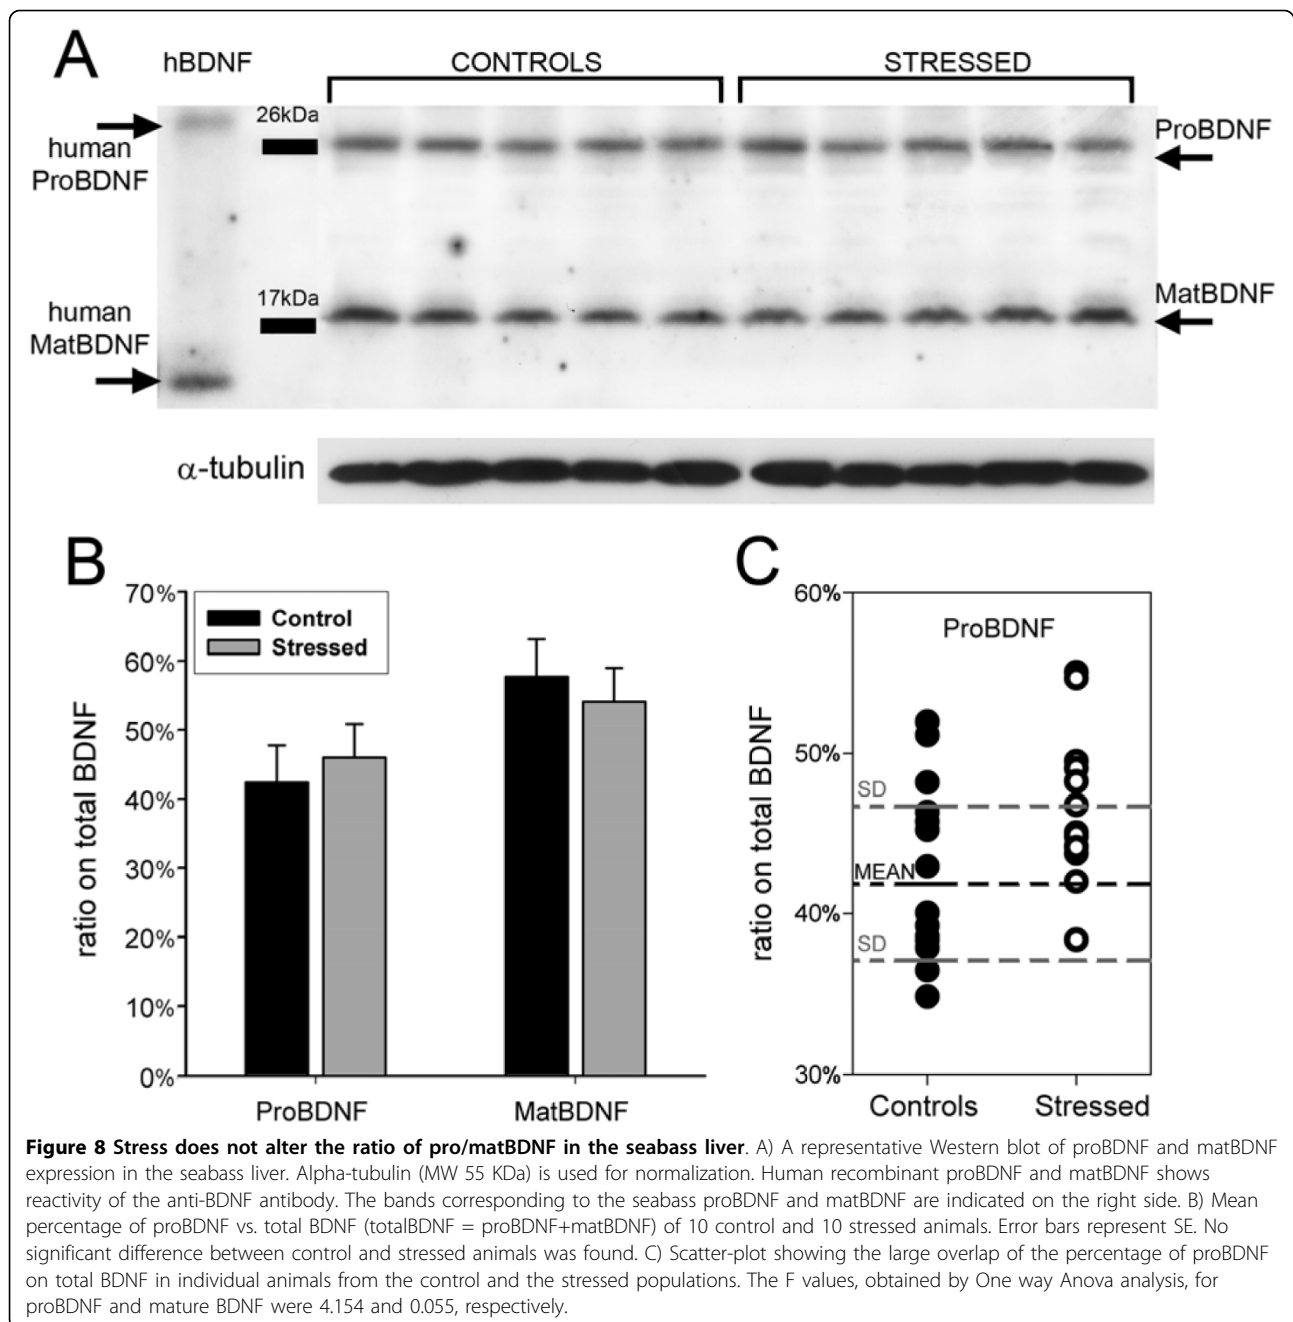 A
hBDNF
CONTROLS
STRESSED
26kDa
human
ProBDNF
ProBDNF
17kDa
human
MatBDNF
MatBDNF
α-tubulin
B
70%
60%
50%
40%
30%
20%
10%
0%
ratio on total BDNF
Control
Stressed
ProBDNF
MatBDNF
C
60%
50%
40%
30%
ratio on total BDNF
ProBDNF
SD
MEAN
SD
Controls
Stressed
Figure 8 Stress does not alter the ratio of pro/matBDNF in the seabass liver. A) A representative Western blot of proBDNF and matBDNF
expression in the seabass liver. Alpha-tubulin (MW 55 KDa) is used for normalization. Human recombinant proBDNF and matBDNF shows
reactivity of the anti-BDNF antibody. The bands corresponding to the seabass proBDNF and matBDNF are indicated on the right side. B) Mean
percentage of proBDNF vs. total BDNF (totalBDNF = proBDNF+matBDNF) of 10 control and 10 stressed animals. Error bars represent SE. No
significant difference between control and stressed animals was found. C) Scatter-plot showing the large overlap of the percentage of proBDNF
on total BDNF in individual animals from the control and the stressed populations. The F values, obtained by One way Anova analysis, for
proBDNF and mature BDNF were 4.154 and 0.055, respectively.